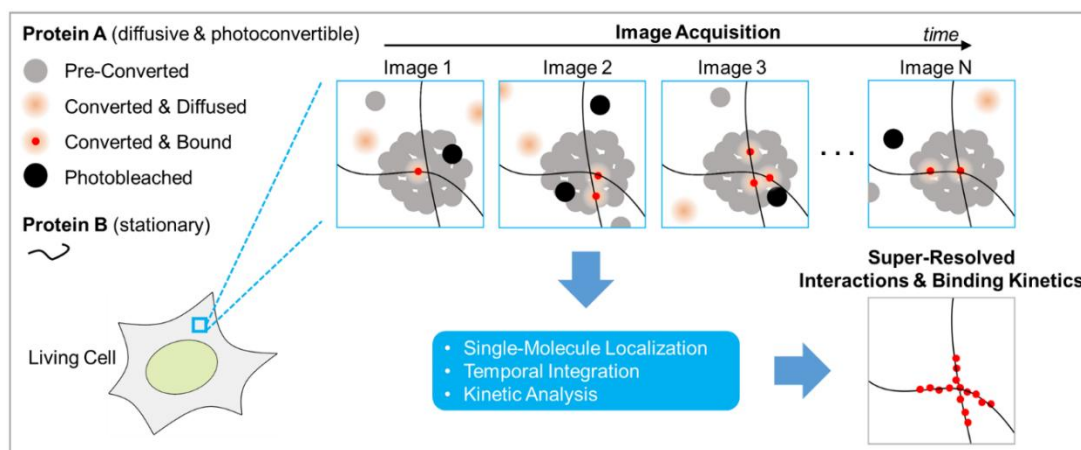 Protein A (diffusive & photoconvertible)
Pre-Converted
Converted & Diffused
Converted & Bound
Photobleached
Protein B (stationary)
Living Cell
Image Acquisition
time
Image 1
Image 2
Image 3
. . .
Image N
• Single-Molecule Localization
• Temporal Integration
• Kinetic Analysis
Super-Resolved
Interactions & Binding Kinetics